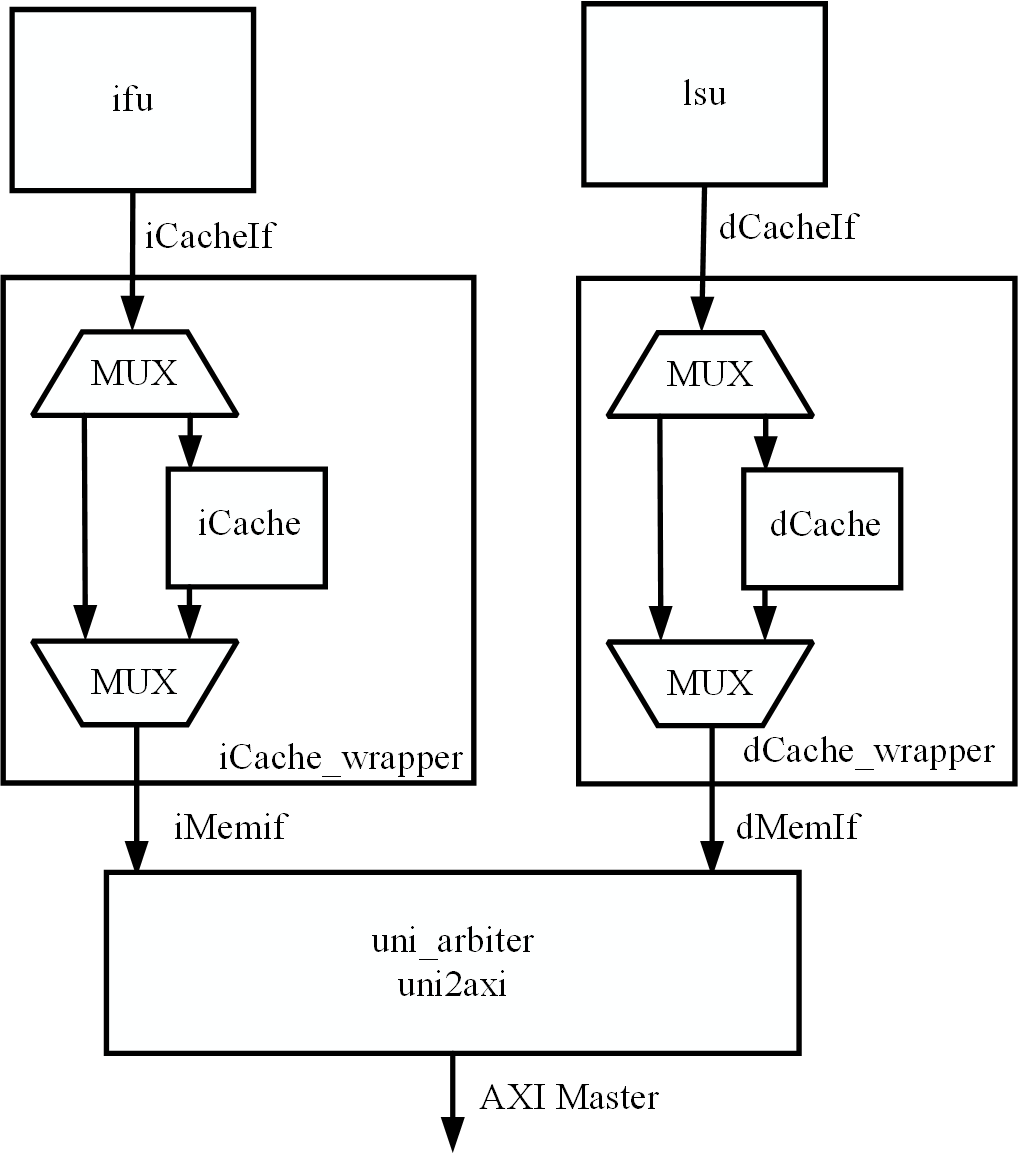 ifu
lsu
iCacheIf
dCacheIf
MUX
MUX
iCache
dCache
MUX
MUX
iCache_wrapper
dCache_wrapper
iMemif
dMemIf
uni_arbiter
uni2axi
AXI Master